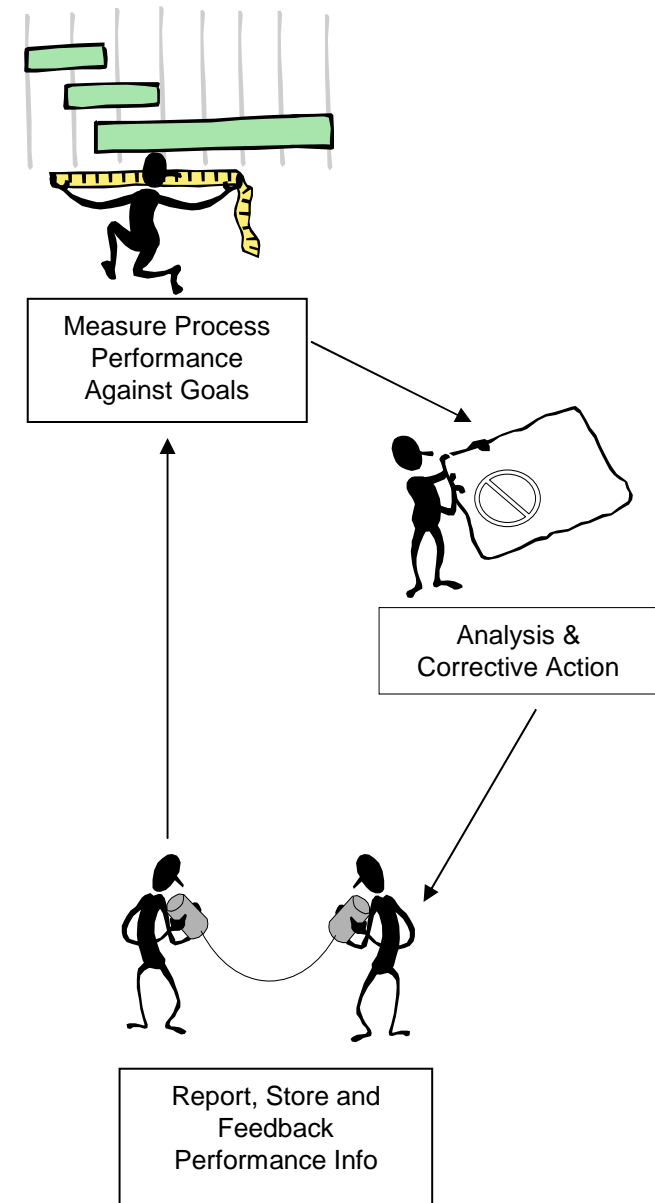 Measure Process
Performance
Against Goals
Analysis &
Corrective Action
Report, Store and
Feedback
Performance Info